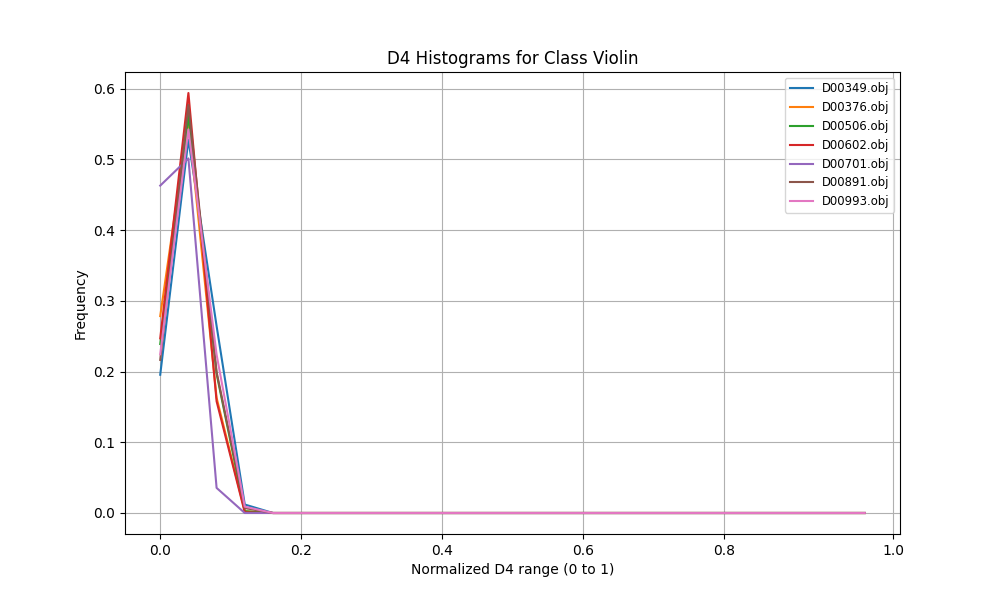 D4 Histograms for Class Violin
0.6
0.5
0.4
0.3
0.2
0.1
0.0
Frequency
D00349.obj
D00376.obj
D00506.obj
D00602.obj
D00701.obj
D00891.obj
D00993.obj
0.0 0.2 0.4 0.6 0.8 1.0
Normalized D4 range (0 to 1)